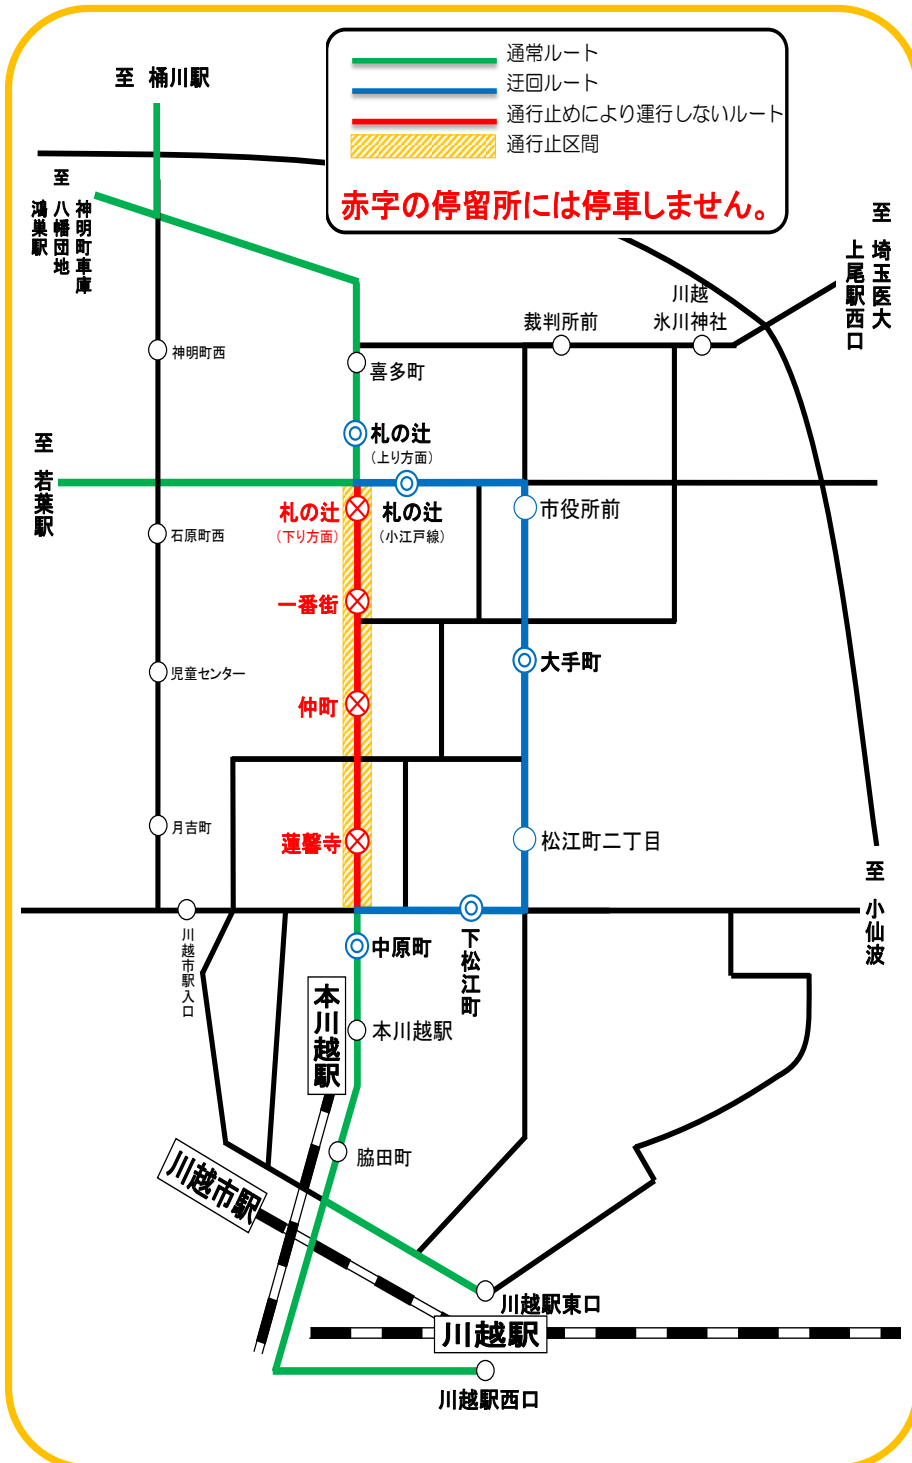 通常ルート
迂回ルート
通行止めにより運行しないルート
通行止区間
赤字の停留所には停車しません。
至 桶川駅
至
神明町車庫
八幡団地
鴻巣駅
至 埼玉医大
上尾駅西口
川越
氷川神社
裁判所前
神明町西
喜多町
札の辻
(上り方面)
至 若葉駅
札の辻
(下り方面)
札の辻
(小江戸線)
市役所前
石原町西
一番街
大手町
児童センター
仲町
月吉町
蓮馨寺
松江町二丁目
至 小仙波
川越市駅入口
中原町
下松江町
本川越駅
本川越駅
脇田町
川越市駅
川越駅東口
川越駅
川越駅西口